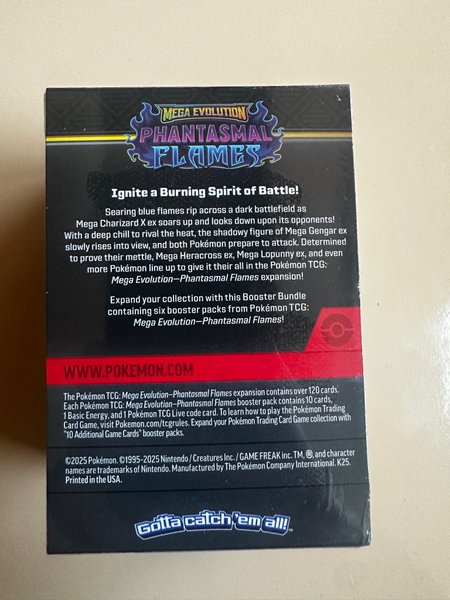 MEGA EVOLUTION
PHANTASMAL
FLAMES
Ignite a Burning Spirit of Battle!
Searing blue flames rip across a dark battlefield as
Mega Charizard X ex soars up and looks down upon its opponents!
With a deep chill to rival the heat, the shadowy figure of Mega Gengar ex
slowly rises into view, and both Pokémon prepare to attack. Determined
to prove their mettle, Mega Heracross ex, Mega Lopunny ex, and even
more Pokémon line up to give it their all in the Pokémon TCG:
Mega Evolution—Phantasmal Flames expansion!
Expand your collection with this Booster Bundle
containing six booster packs from Pokémon TCG:
Mega Evolution—Phantasmal Flames!
WWW.POKEMON.COM
The Pokémon TCG: Mega Evolution—Phantasmal Flames expansion contains over 120 cards.
Each Pokémon TCG: Mega Evolution—Phantasmal Flames booster pack contains 10 cards,
1 Basic Energy, and 1 Pokémon TCG Live code card. To learn how to play the Pokémon Trading
Card Game, visit Pokemon.com/tcgrules. Expand your Pokémon Trading Card Game collection with
"10 Additional Game Cards" booster packs.
©2025 Pokémon. ©1995-2025 Nintendo / Creatures Inc. / GAME FREAK inc. TM, ®, and character
names are trademarks of Nintendo. Manufactured by The Pokémon Company International. K25.
Printed in the USA.
Gotta catch 'em all!™